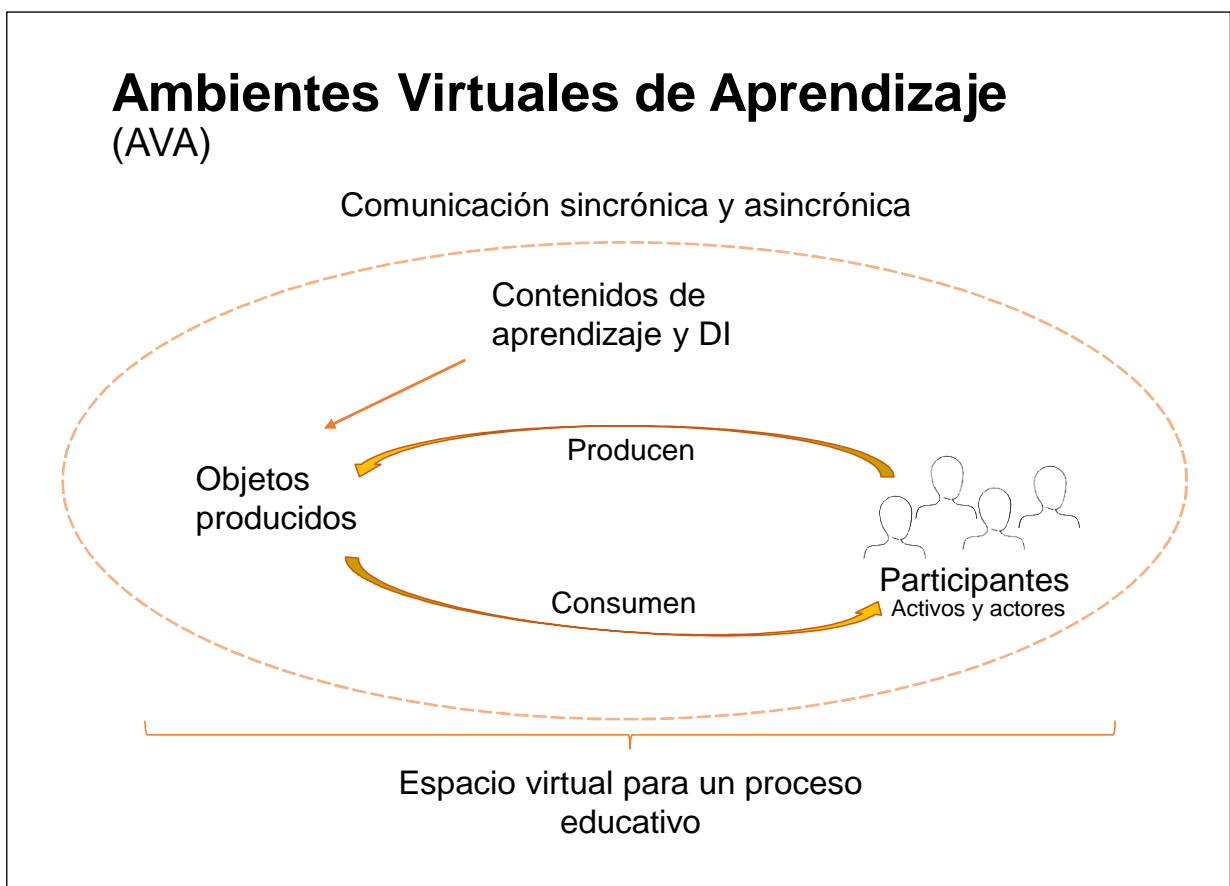 Ambientes Virtuales de Aprendizaje
(AVA)
Comunicación sincrónica y asincrónica
Contenidos de
aprendizaje y DI
Producen
Objetos
producidos
Participantes
Activos y actores
Consumen
Espacio virtual para un proceso
educativo